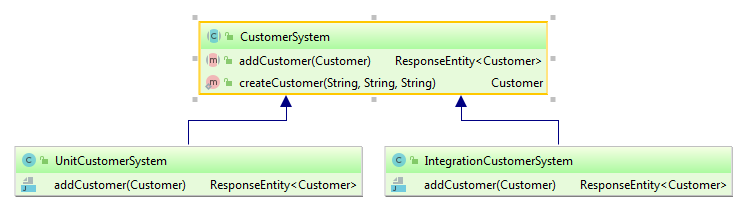 CustomerSystem
addCustomer(Customer) ResponseEntity<Customer>
createCustomer(String, String, String) Customer
UnitCustomerSystem
addCustomer(Customer) ResponseEntity<Customer>
IntegrationCustomerSystem
addCustomer(Customer) ResponseEntity<Customer>